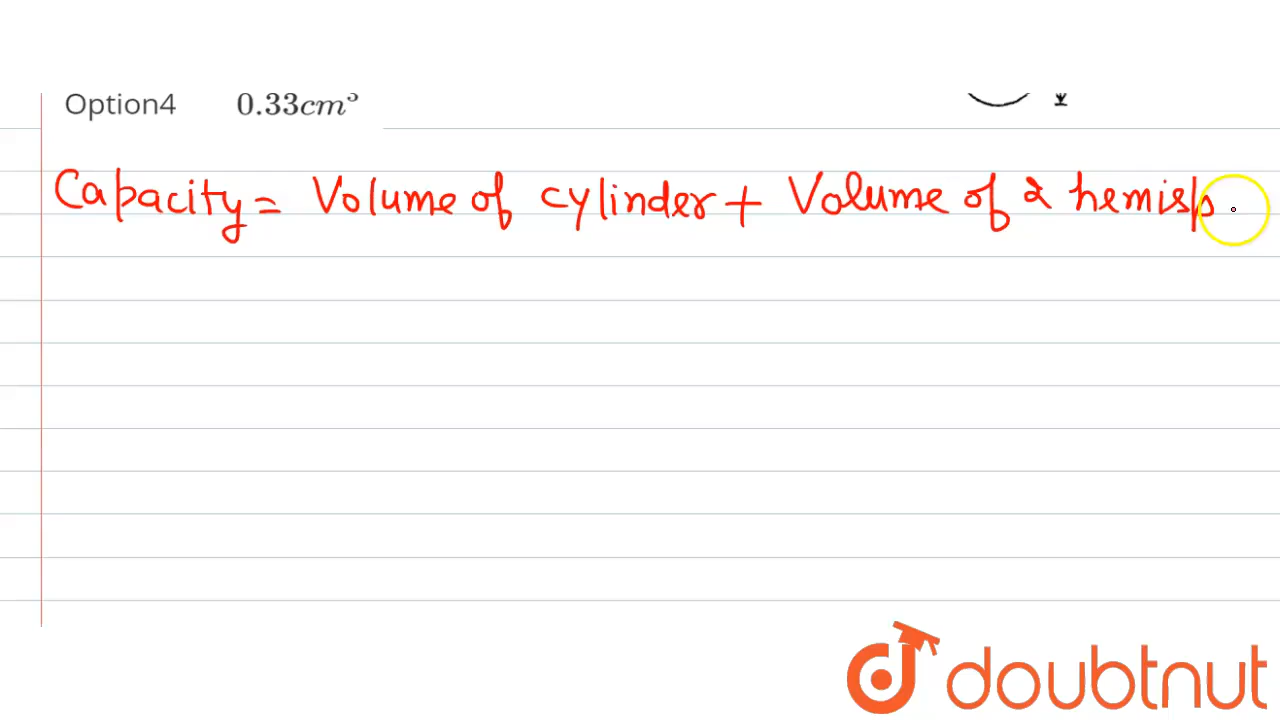 Option4 0.33cm³
Capacity = Volume of cylinder + Volume of 2 hemisp
doubtnut